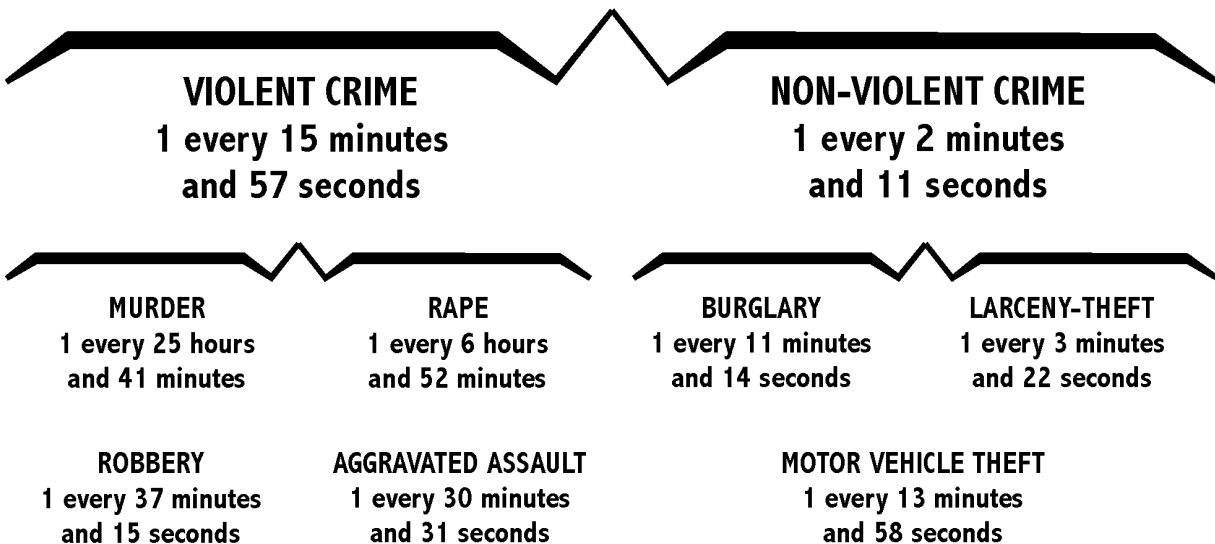 VIOLENT CRIME
1 every 15 minutes
and 57 seconds
NON-VIOLENT CRIME
1 every 2 minutes
and 11 seconds
MURDER
1 every 25 hours
and 41 minutes
RAPE
1 every 6 hours
and 52 minutes
BURGLARY
1 every 11 minutes
and 14 seconds
LARCENY-THEFT
1 every 3 minutes
and 22 seconds
ROBBERY
1 every 37 minutes
and 15 seconds
AGGRAVATED ASSAULT
1 every 30 minutes
and 31 seconds
MOTOR VEHICLE THEFT
1 every 13 minutes
and 58 seconds